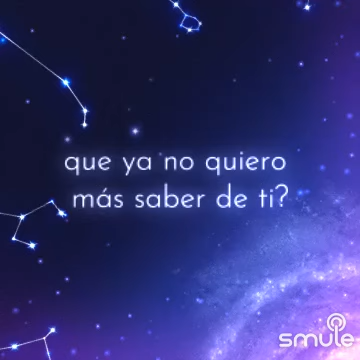 que ya no quiero
más saber de ti?
smule